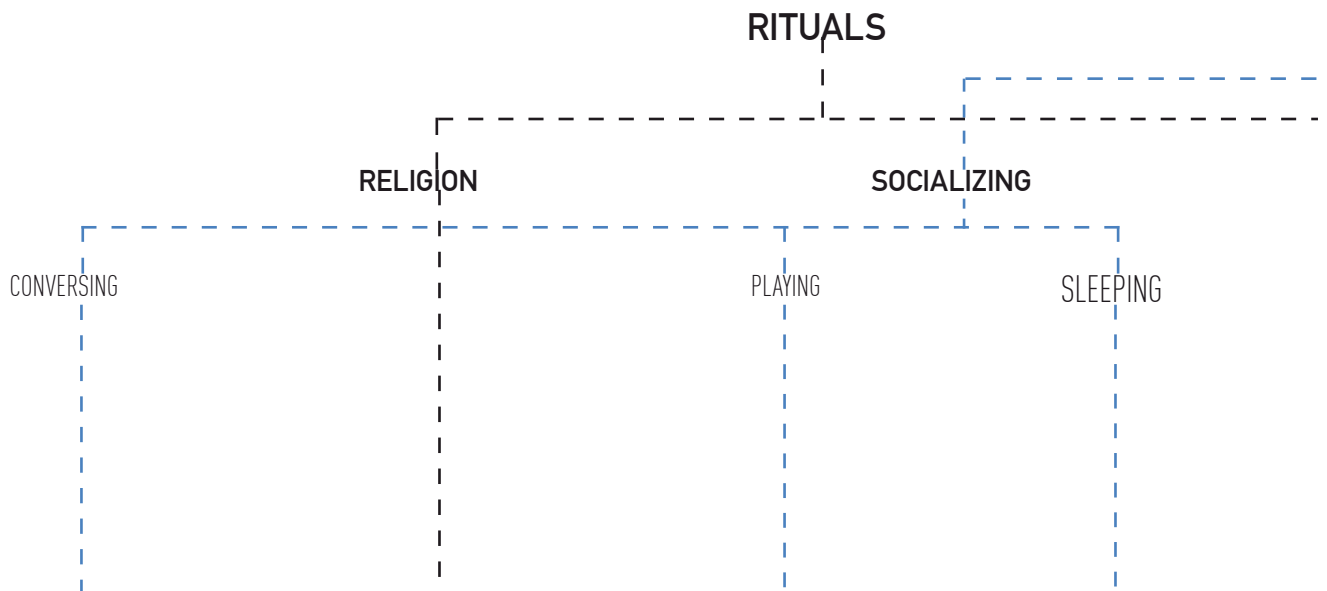 RITUALS
RELIGION
SOCIALIZING
CONVERSING
PLAYING
SLEEPING